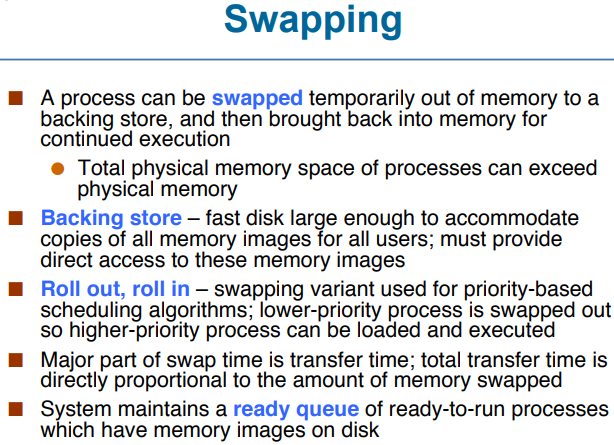 Swapping
A process can be swapped temporarily out of memory to a
backing store, and then brought back into memory for
continued execution
Total physical memory space of processes can exceed
physical memory
Backing store – fast disk large enough to accommodate
copies of all memory images for all users; must provide
direct access to these memory images
Roll out, roll in – swapping variant used for priority-based
scheduling algorithms; lower-priority process is swapped out
so higher-priority process can be loaded and executed
Major part of swap time is transfer time; total transfer time is
directly proportional to the amount of memory swapped
System maintains a ready queue of ready-to-run processes
which have memory images on disk